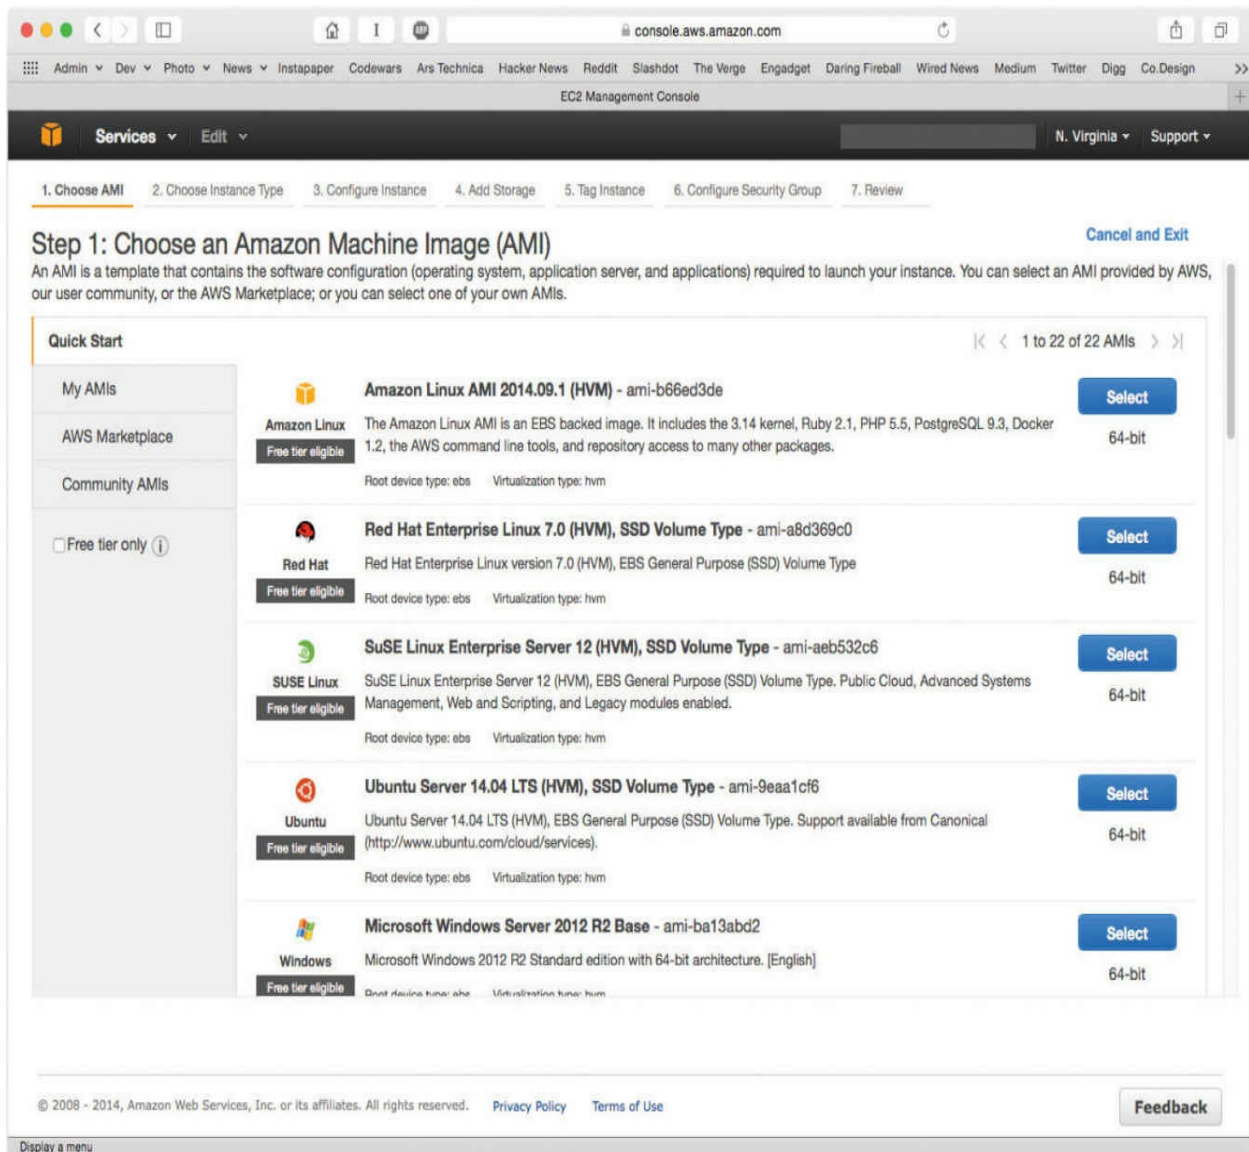 console.aws.amazon.com
Admin Dev Photo News Instapaper Codewars Ars Technica Hacker News Reddit Slashdot The Verge Engadget Daring Fireball Wired News Medium Twitter Digg Co.Design >>
EC2 Management Console +
Services Edit N. Virginia Support
1. Choose AMI 2. Choose Instance Type 3. Configure Instance 4. Add Storage 5. Tag Instance 6. Configure Security Group 7. Review
Step 1: Choose an Amazon Machine Image (AMI)
Cancel and Exit
An AMI is a template that contains the software configuration (operating system, application server, and applications) required to launch your instance. You can select an AMI provided by AWS,
our user community, or the AWS Marketplace; or you can select one of your own AMIs.
Quick Start
1 to 22 of 22 AMIs
My AMIs
AWS Marketplace
Community AMIs
Free tier only
Amazon Linux
Free tier eligible
Amazon Linux AMI 2014.09.1 (HVM) - ami-b66ed3de
The Amazon Linux AMI is an EBS backed image. It includes the 3.14 kernel, Ruby 2.1, PHP 5.5, PostgreSQL 9.3, Docker
1.2, the AWS command line tools, and repository access to many other packages.
Root device type: ebs Virtualization type: hvm
Select
64-bit
Red Hat
Free tier eligible
Red Hat Enterprise Linux 7.0 (HVM), SSD Volume Type - ami-a8d369c0
Red Hat Enterprise Linux version 7.0 (HVM), EBS General Purpose (SSD) Volume Type
Root device type: ebs Virtualization type: hvm
Select
64-bit
SUSE Linux
Free tier eligible
SuSE Linux Enterprise Server 12 (HVM), SSD Volume Type - ami-aeb532c6
SuSE Linux Enterprise Server 12 (HVM), EBS General Purpose (SSD) Volume Type. Public Cloud, Advanced Systems
Management, Web and Scripting, and Legacy modules enabled.
Root device type: ebs Virtualization type: hvm
Select
64-bit
Ubuntu
Free tier eligible
Ubuntu Server 14.04 LTS (HVM), SSD Volume Type - ami-9eaa1cf6
Ubuntu Server 14.04 LTS (HVM), EBS General Purpose (SSD) Volume Type. Support available from Canonical
(http://www.ubuntu.com/cloud/services).
Root device type: ebs Virtualization type: hvm
Select
64-bit
Windows
Free tier eligible
Microsoft Windows Server 2012 R2 Base - ami-ba13abd2
Microsoft Windows 2012 R2 Standard edition with 64-bit architecture. [English]
Root device type: ebs Virtualization type: hvm
Select
64-bit
© 2008 - 2014, Amazon Web Services, Inc. or its affiliates. All rights reserved. Privacy Policy Terms of Use
Feedback
Display a menu